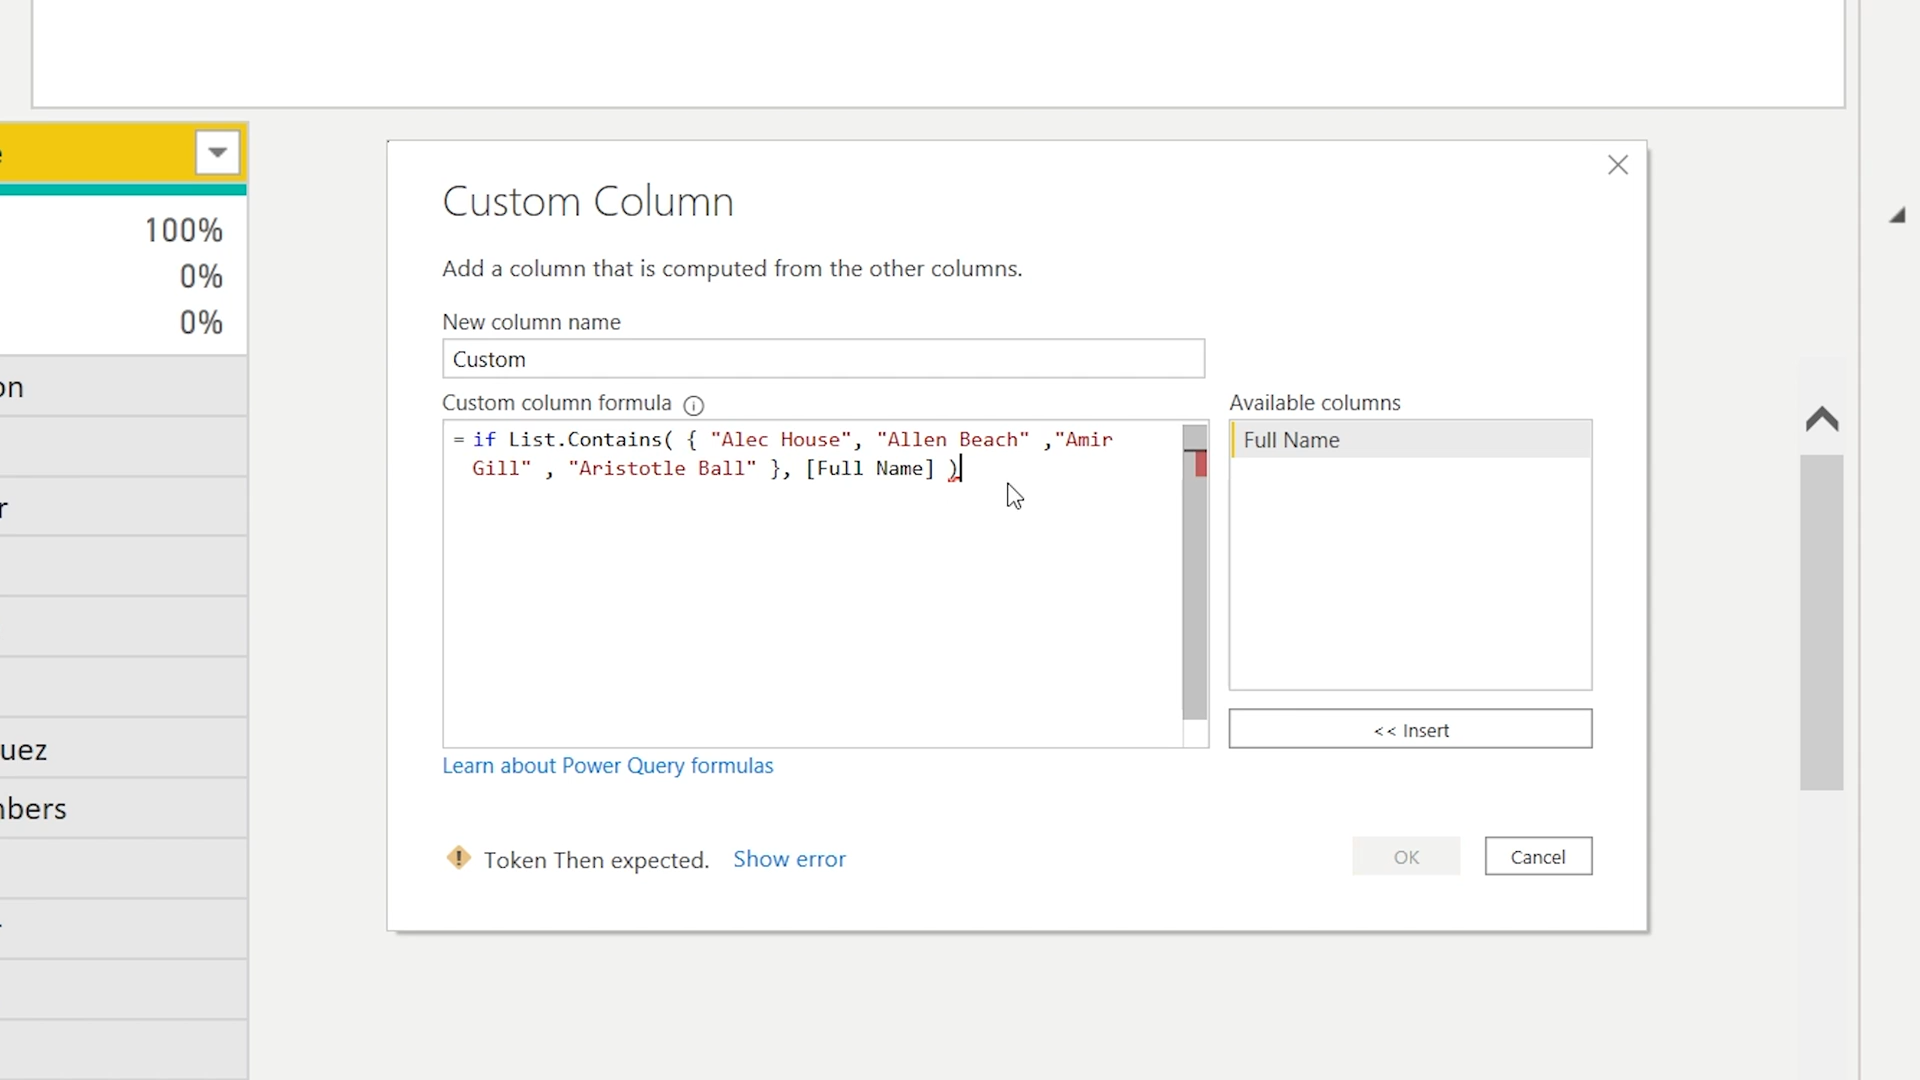 100%
0%
0%
on
r
uez
nbers
Custom Column
Add a column that is computed from the other columns.
New column name
Custom
Custom column formula
Available columns
= if List.Contains( { "Alec House", "Allen Beach" ,"Amir
Gill" , "Aristotle Ball" }, [Full Name] )
Full Name
<< Insert
Learn about Power Query formulas
Token Then expected. Show error
OK
Cancel